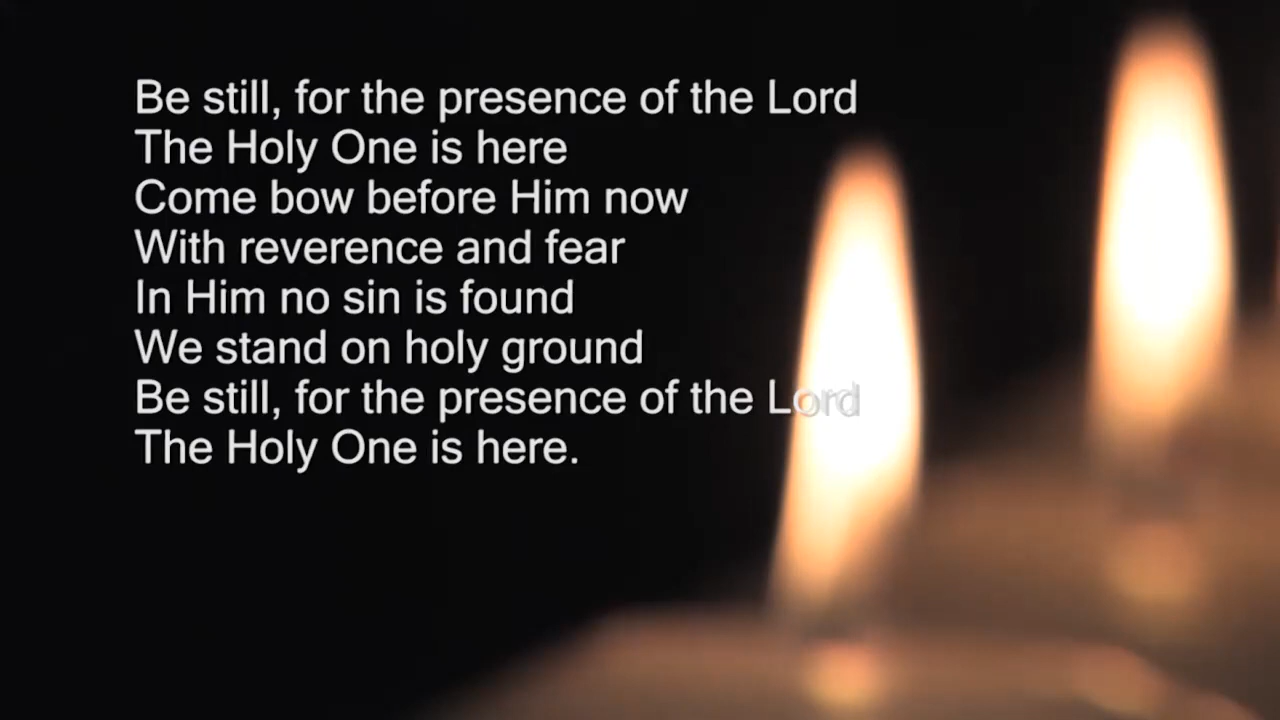 Be still, for the presence of the Lord
The Holy One is here
Come bow before Him now
With reverence and fear
In Him no sin is found
We stand on holy ground
Be still, for the presence of the Lord
The Holy One is here.